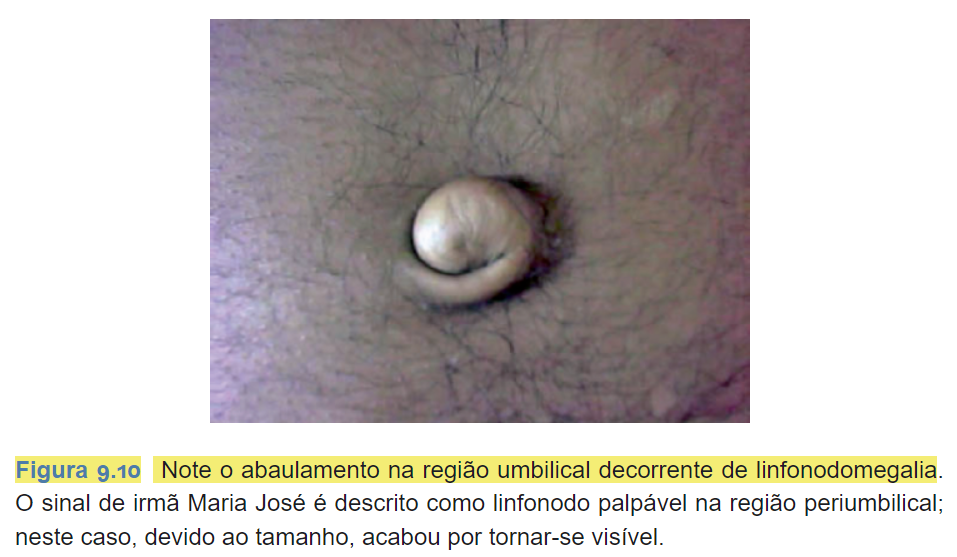 Figura 9.10 Note o abaulamento na região umbilical decorrente de linfonodomegalia.
O sinal de irmã Maria José é descrito como linfonodo palpável na região periumbilical;
neste caso, devido ao tamanho, acabou por tornar-se visível.